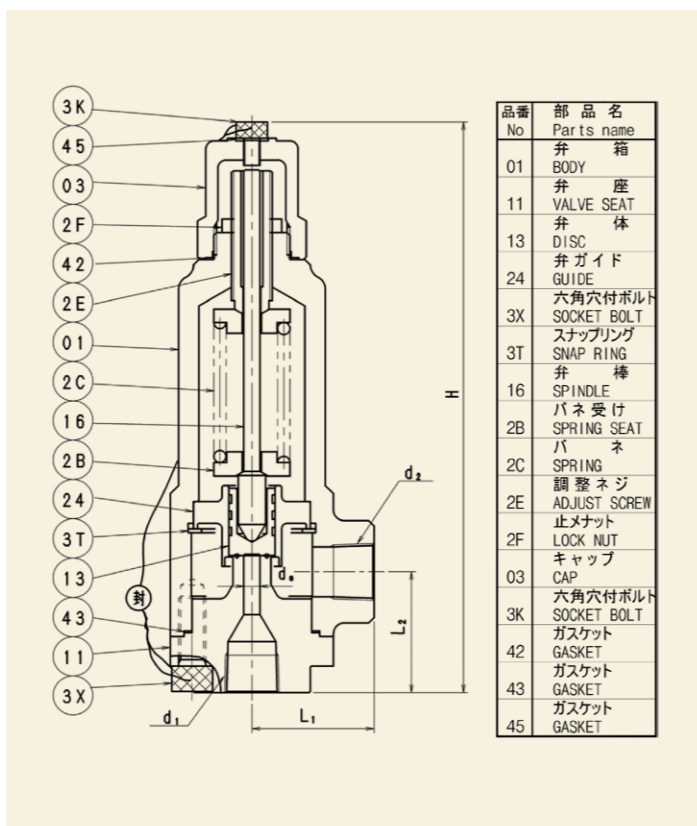 3K
45
03
2F
42
2E
01
2C
16
2B
24
3T
13
封
43
11
3X
H
d₂
d₀
L₂
d₁
L₁
品番 部品名
No Parts name
弁箱
01 BODY
弁座
11 VALVE SEAT
弁体
13 DISC
弁ガイド
24 GUIDE
六角穴付ボルト
3X SOCKET BOLT
スナップリング
3T SNAP RING
弁棒
16 SPINDLE
バネ受け
2B SPRING SEAT
バネ
2C SPRING
調整ネジ
2E ADJUST SCREW
止メナット
2F LOCK NUT
キャップ
03 CAP
六角穴付ボルト
3K SOCKET BOLT
ガスケット
42 GASKET
ガスケット
43 GASKET
ガスケット
45 GASKET